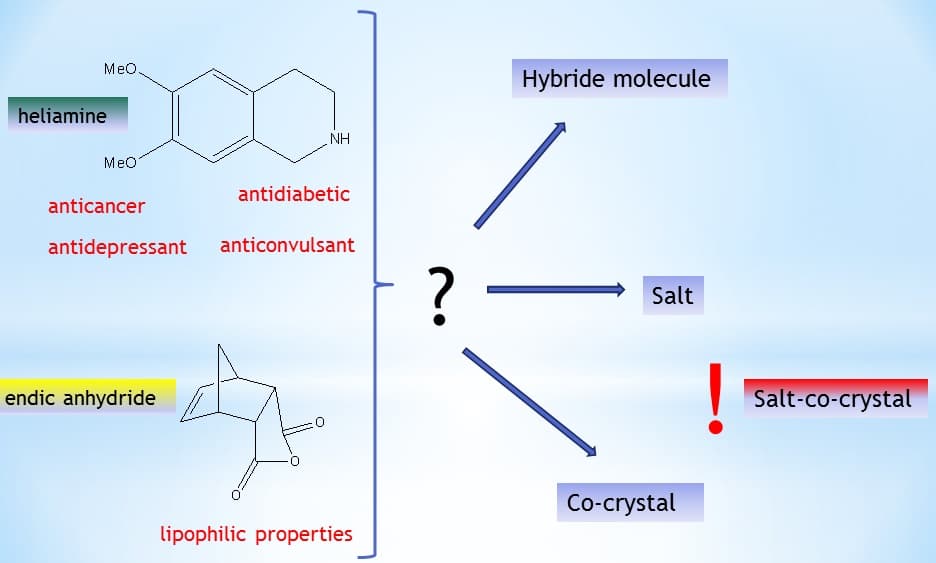 MeO
heliamine
NH
MeO
anticancer
antidiabetic
antidepressant
anticonvulsant
endic anhydride
O
O
O
lipophilic properties
?
Hybride molecule
Salt
!
Salt-co-crystal
Co-crystal